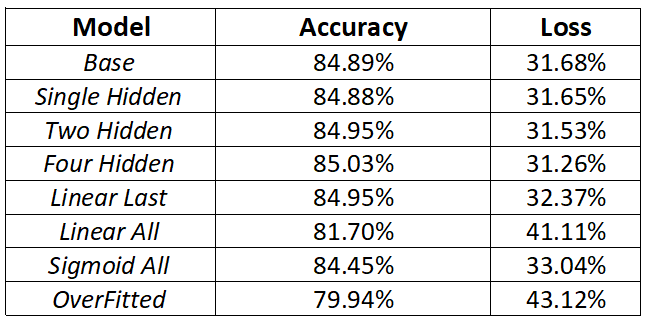 Model Accuracy Loss
Base 84.89% 31.68%
Single Hidden 84.88% 31.65%
Two Hidden 84.95% 31.53%
Four Hidden 85.03% 31.26%
Linear Last 84.95% 32.37%
Linear All 81.70% 41.11%
Sigmoid All 84.45% 33.04%
OverFitted 79.94% 43.12%